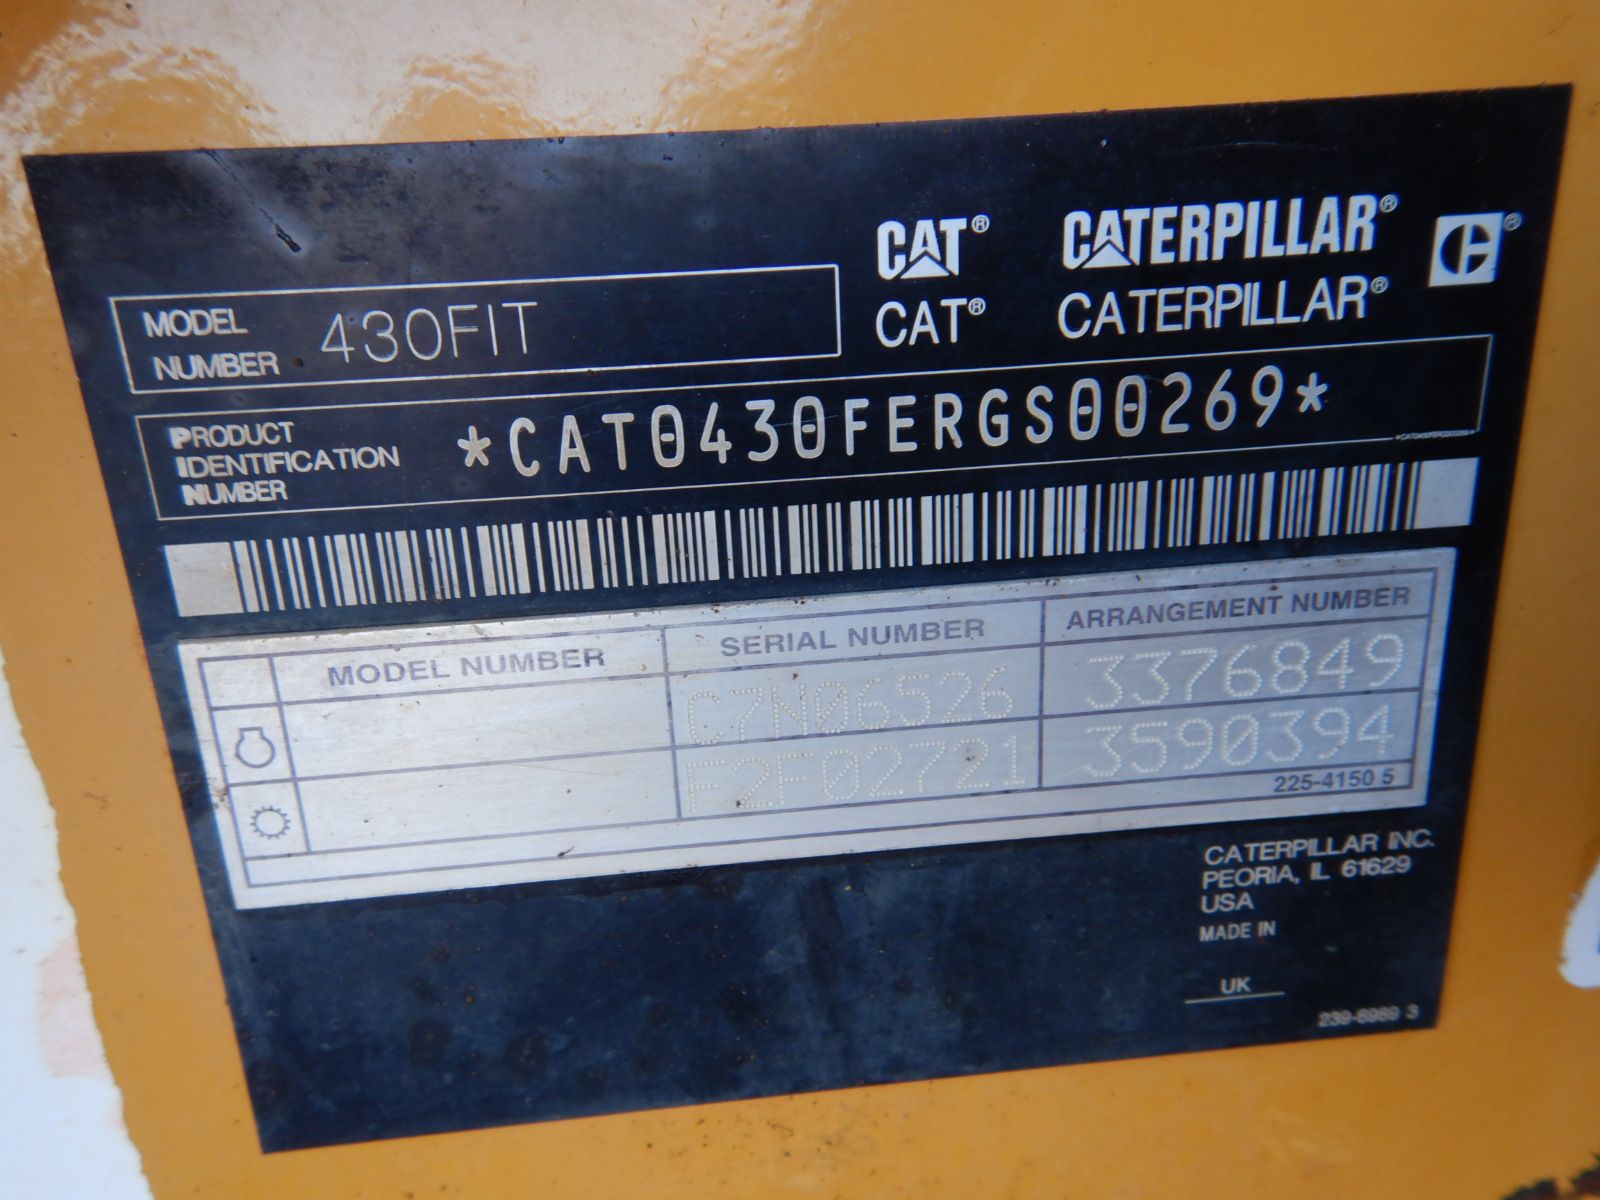 CAT® CATERPILLAR®
CAT® CATERPILLAR®
MODEL NUMBER 430FIT
PRODUCT IDENTIFICATION NUMBER *CAT0430FERGS00269*
MODEL NUMBER SERIAL NUMBER ARRANGEMENT NUMBER
C7N06526 3376849
F2F02721 3590394
225-4150 5
CATERPILLAR INC.
PEORIA, IL 61629
USA
MADE IN
UK
239-6969 3